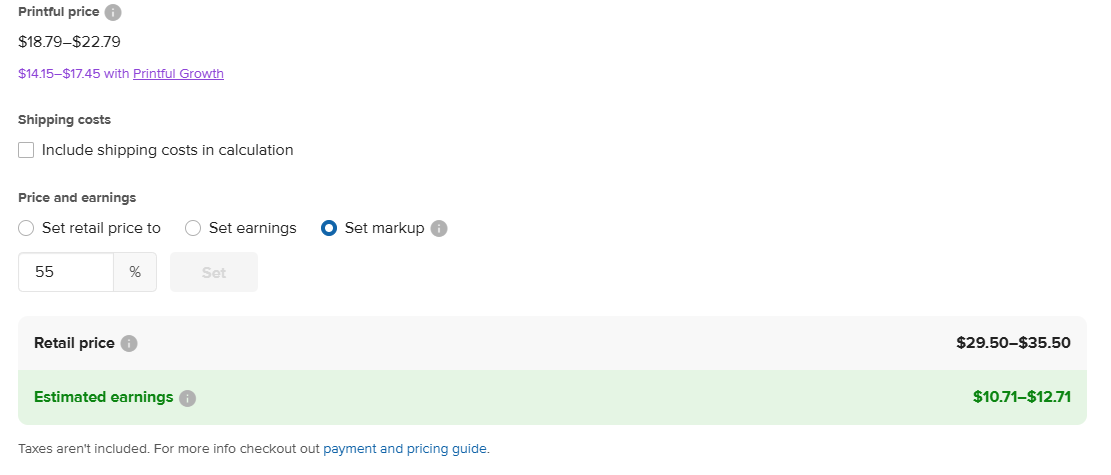 Printful price
$18.79–$22.79
$14.15–$17.45 with Printful Growth
Shipping costs
Include shipping costs in calculation
Price and earnings
Set retail price to Set earnings Set markup
55 % Set
Retail price $29.50–$35.50
Estimated earnings $10.71–$12.71
Taxes aren't included. For more info checkout out payment and pricing guide.